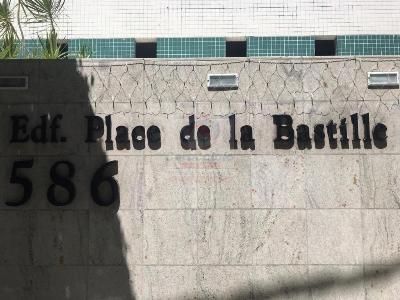 Edf. Place de la Bastille
586